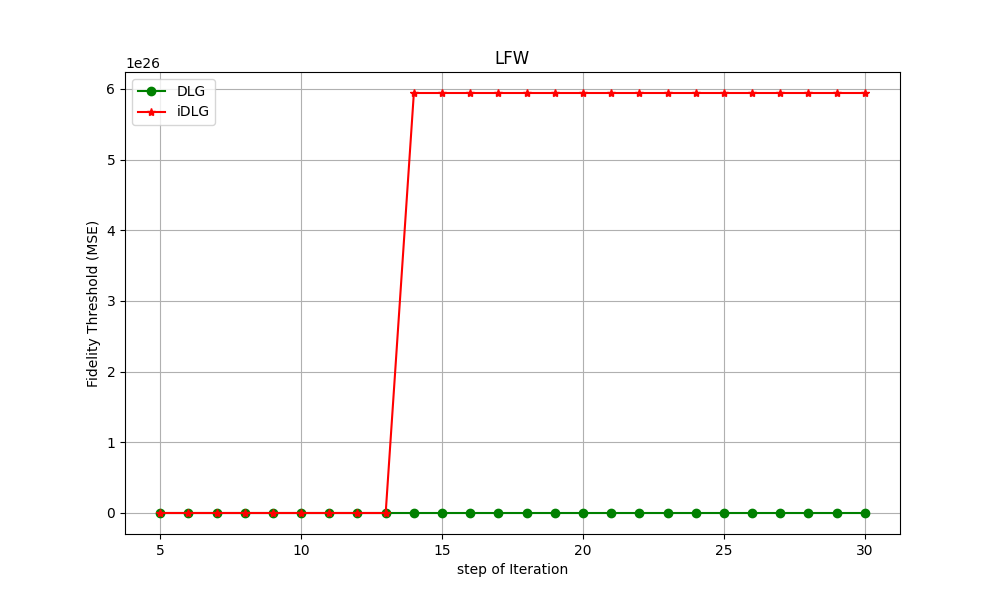 LFW
1e26
DLG
iDLG
6
5
4
3
2
1
0
Fidelity Threshold (MSE)
5 10 15 20 25 30
step of Iteration